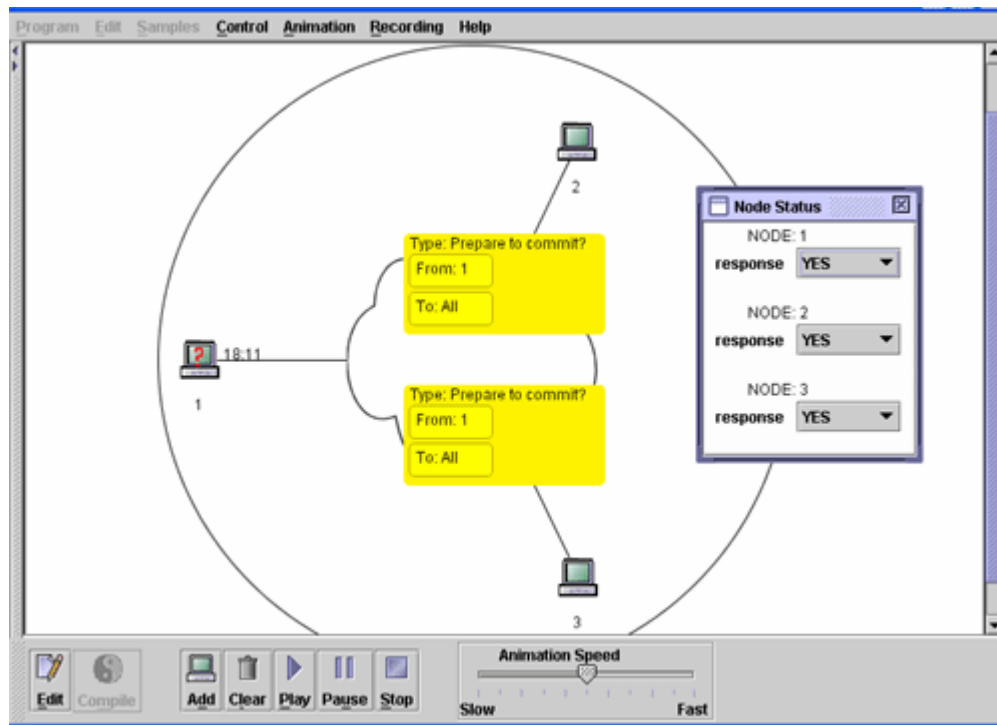 Program Edit Samples Control Animation Recording Help
2
Node Status
NODE: 1
response YES
NODE: 2
response YES
NODE: 3
response YES
Type: Prepare to commit?
From: 1
To: All
18:11
?
1
Type: Prepare to commit?
From: 1
To: All
3
Edit Compile Add Clear Play Pause Stop
Animation Speed
Slow Fast